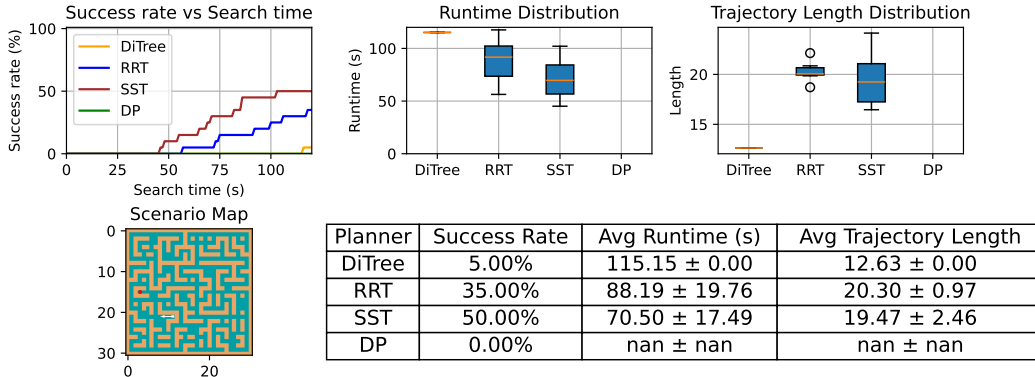 Success rate vs Search time
Success rate (%)
100
50
0
DiTree
RRT
SST
DP
0 25 50 75 100
Search time (s)
Runtime Distribution
Runtime (s)
100
50
0
DiTree RRT SST DP
Trajectory Length Distribution
Length
20
15
DiTree RRT SST DP
Scenario Map
0
10
20
30
0 20
Planner Success Rate Avg Runtime (s) Avg Trajectory Length
DiTree 5.00% 115.15 ± 0.00 12.63 ± 0.00
RRT 35.00% 88.19 ± 19.76 20.30 ± 0.97
SST 50.00% 70.50 ± 17.49 19.47 ± 2.46
DP 0.00% nan ± nan nan ± nan